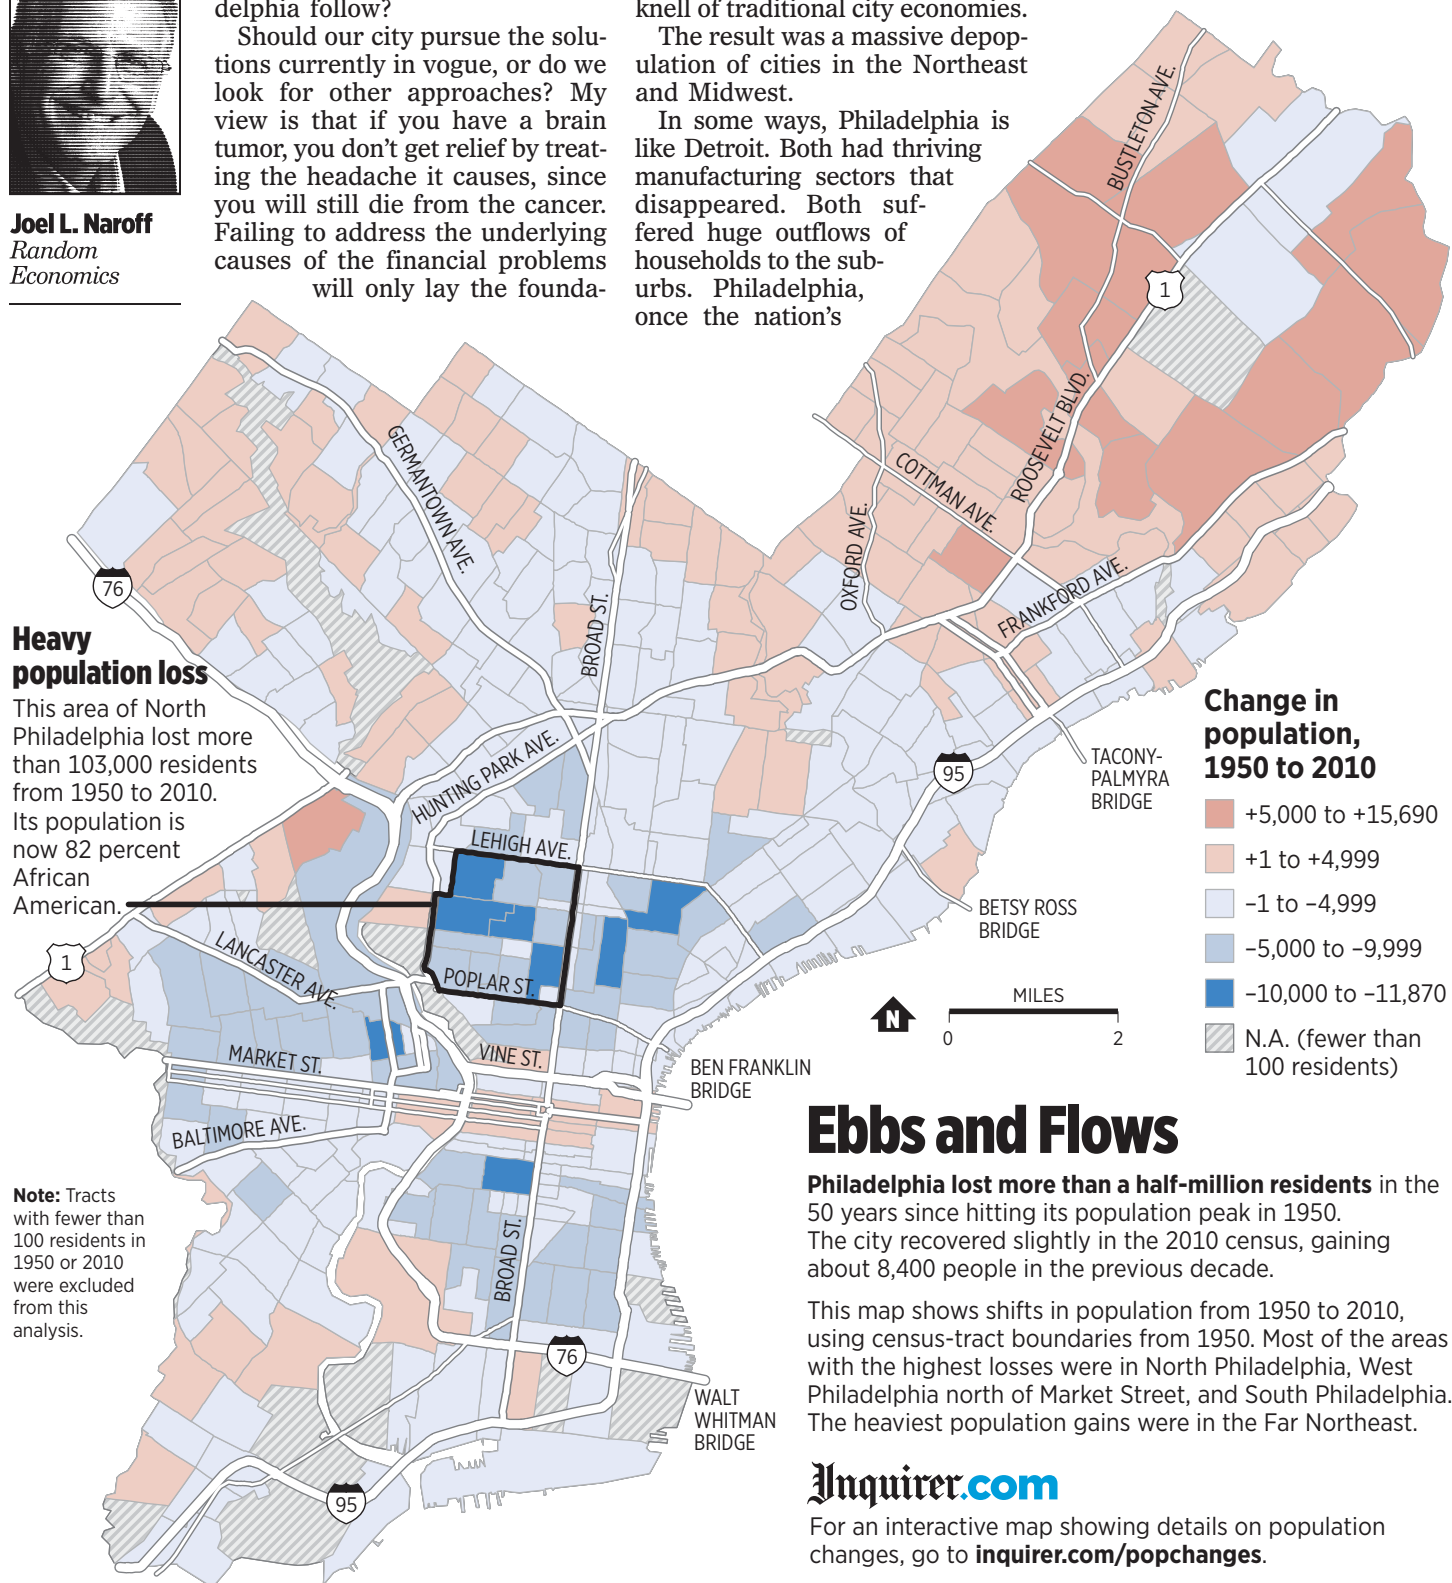 delphia follow?
Should our city pursue the solu-
tions currently in vogue, or do we
look for other approaches? My
view is that if you have a brain
tumor, you don’t get relief by treat-
ing the headache it causes, since
you will still die from the cancer.
Failing to address the underlying
causes of the financial problems
will only lay the founda-
knell of traditional city economies.
The result was a massive depop-
ulation of cities in the Northeast
and Midwest.
In some ways, Philadelphia is
like Detroit. Both had thriving
manufacturing sectors that
disappeared. Both suf-
fered huge outflows of
households to the sub-
urbs. Philadelphia,
once the nation’s
Joel L. Naroff
Random
Economics
BUSTLETON AVE.
1
ROOSEVELT BLVD.
COTTMAN AVE.
OXFORD AVE.
FRANKFORD AVE.
GERMANTOWN AVE.
BROAD ST.
76
HUNTING PARK AVE.
LEHIGH AVE.
95
TACONY-
PALMYRA
BRIDGE
BETSY ROSS
BRIDGE
Heavy
population loss
This area of North
Philadelphia lost more
than 103,000 residents
from 1950 to 2010.
Its population is
now 82 percent
African
American.
1
LANCASTER AVE.
POPLAR ST.
MARKET ST.
VINE ST.
BEN FRANKLIN
BRIDGE
BALTIMORE AVE.
BROAD ST.
76
WALT
WHITMAN
BRIDGE
95
Note: Tracts
with fewer than
100 residents in
1950 or 2010
were excluded
from this
analysis.
Change in
population,
1950 to 2010
+5,000 to +15,690
+1 to +4,999
–1 to –4,999
–5,000 to –9,999
–10,000 to –11,870
N.A. (fewer than
100 residents)
N
MILES
0 2
Ebbs and Flows
Philadelphia lost more than a half-million residents in the
50 years since hitting its population peak in 1950.
The city recovered slightly in the 2010 census, gaining
about 8,400 people in the previous decade.
This map shows shifts in population from 1950 to 2010,
using census-tract boundaries from 1950. Most of the areas
with the highest losses were in North Philadelphia, West
Philadelphia north of Market Street, and South Philadelphia.
The heaviest population gains were in the Far Northeast.
Inquirer.com
For an interactive map showing details on population
changes, go to inquirer.com/popchanges.